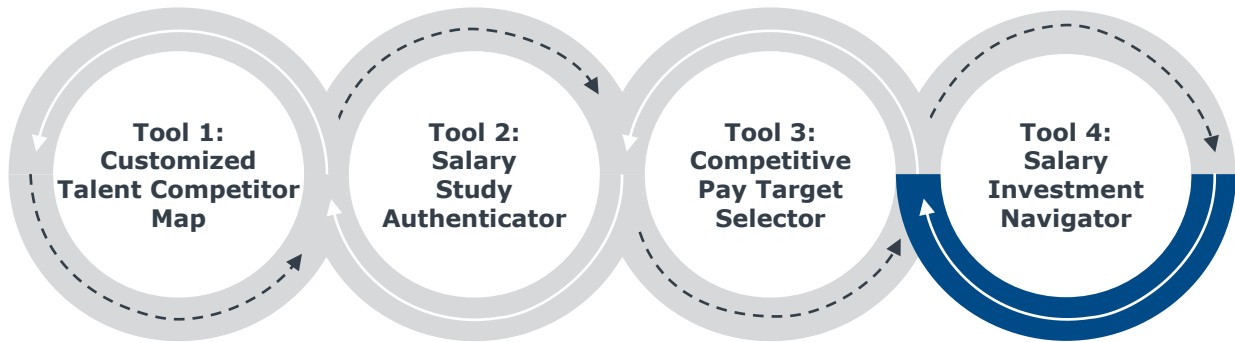 Tool 1:
Customized
Talent Competitor
Map
Tool 2:
Salary
Study
Authenticator
Tool 3:
Competitive
Pay Target
Selector
Tool 4:
Salary
Investment
Navigator